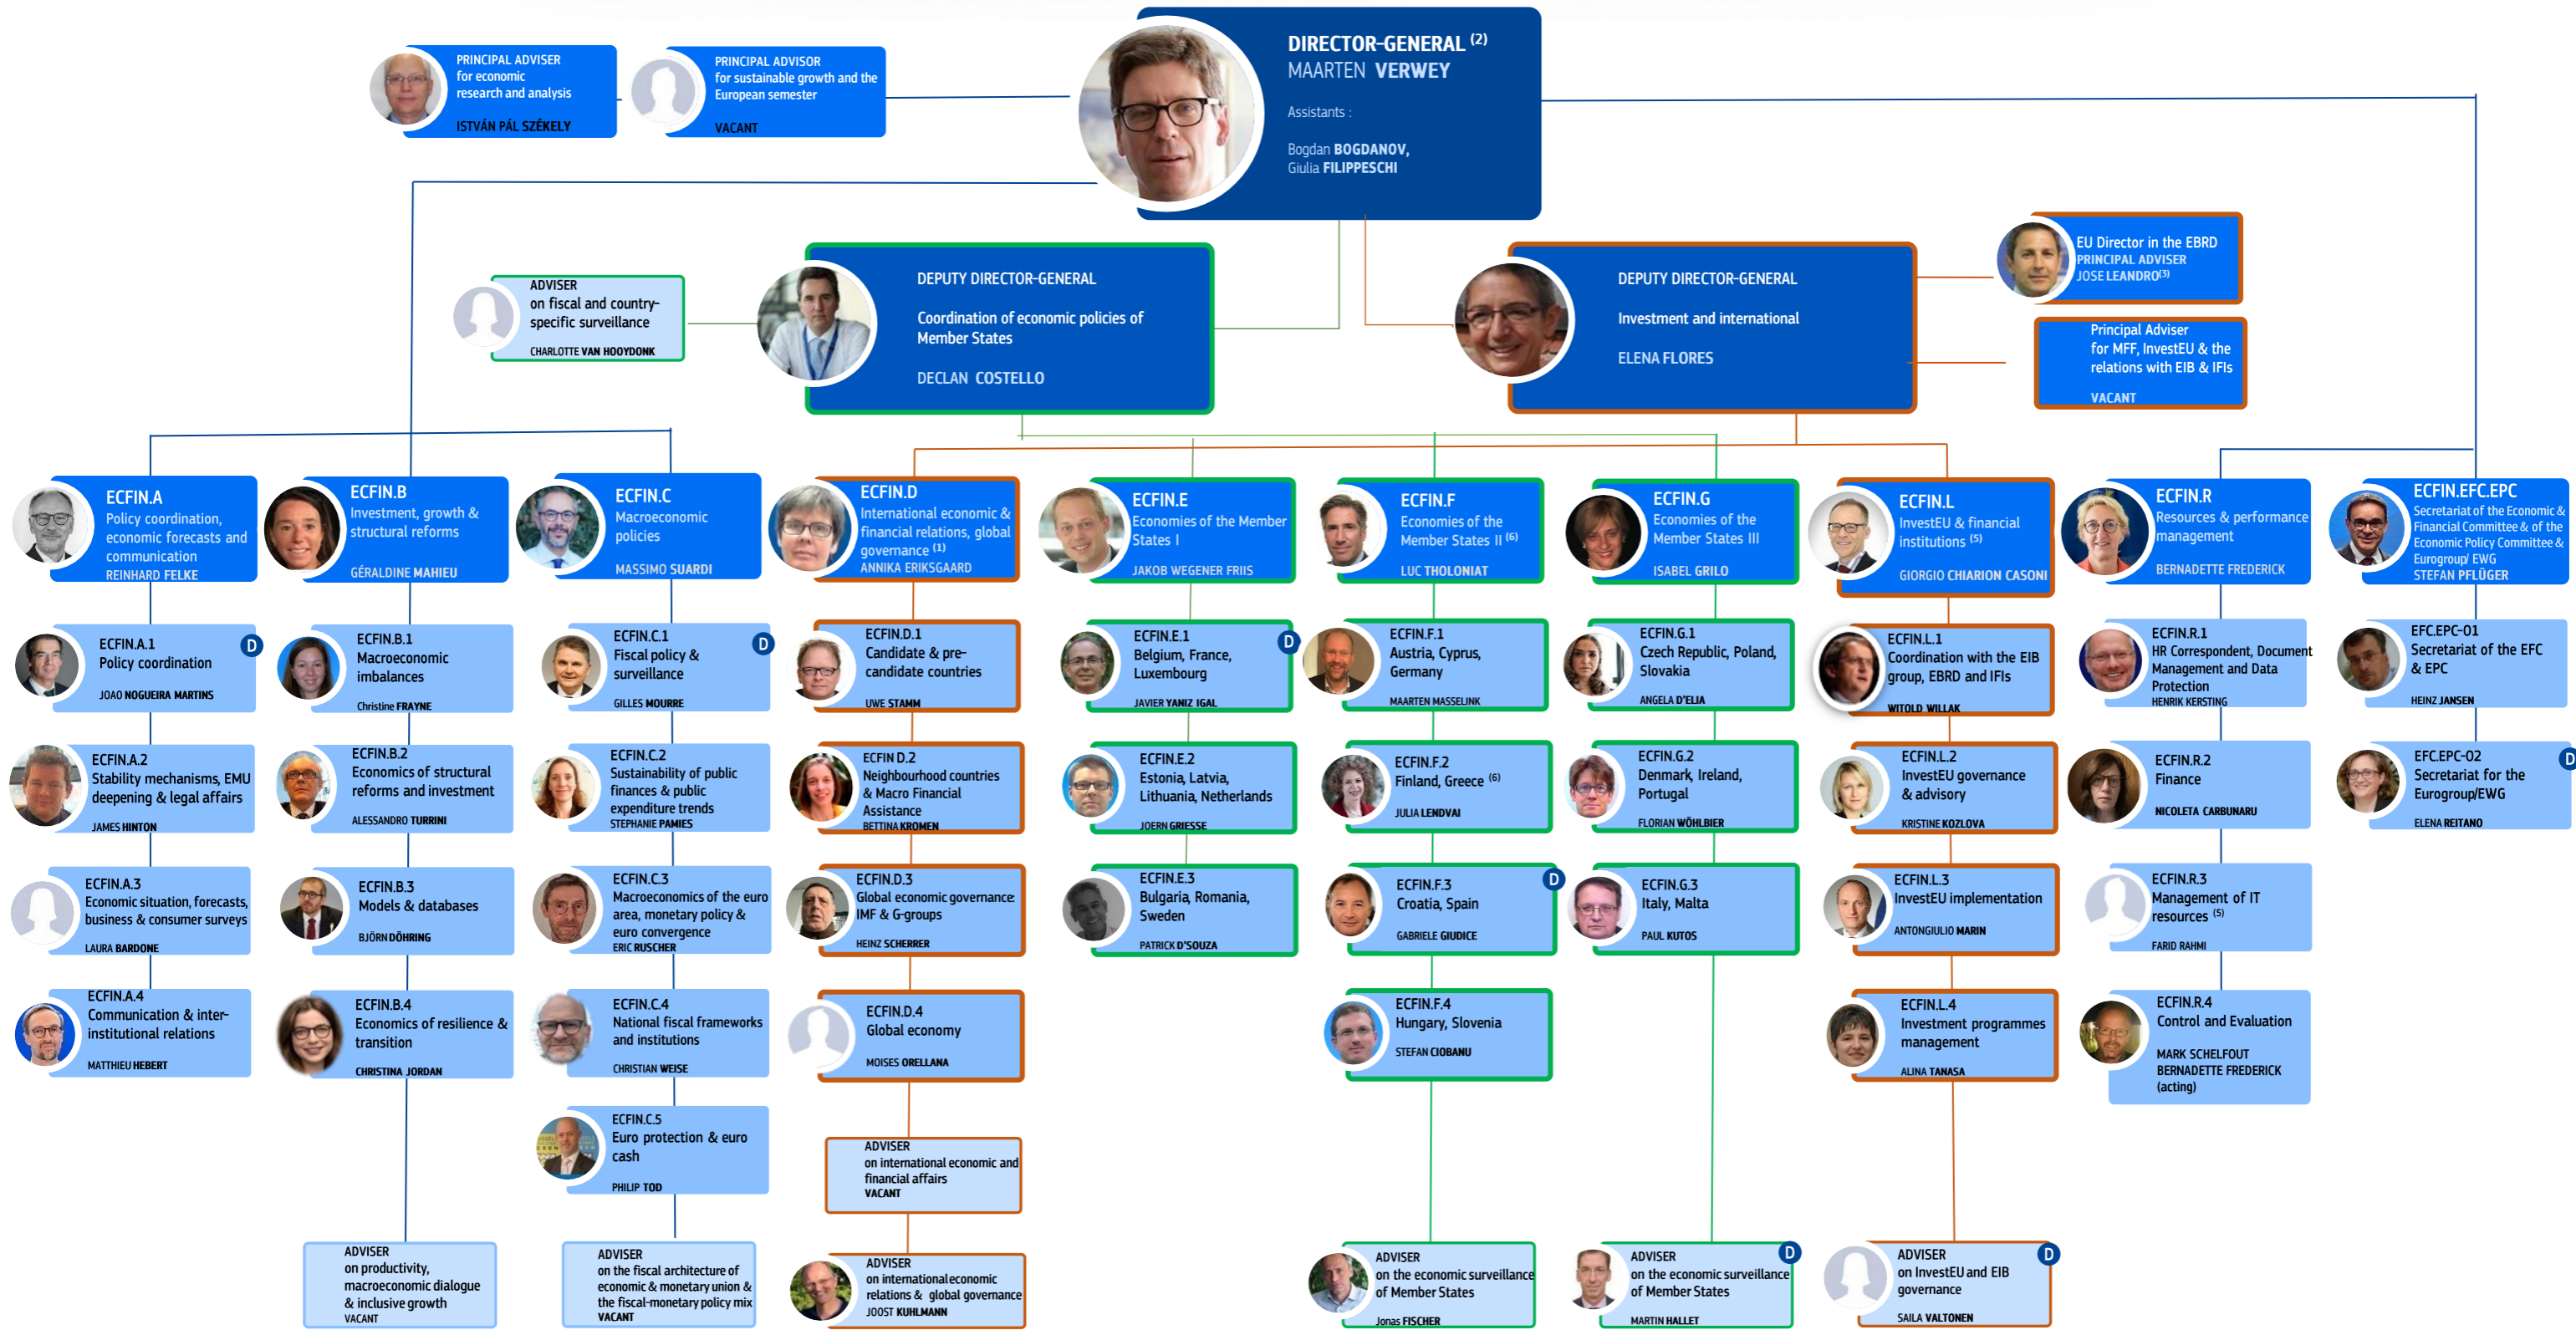 PRINCIPAL ADVISER
for economic
research and analysis
ISTVÁN PÁL SZÉKELY
PRINCIPAL ADVISOR
for sustainable growth and the
European semester
VACANT
DIRECTOR-GENERAL (2)
MAARTEN VERWEY
Assistants :
Bogdan BOGDANOV,
Giulia FILIPPESCHI
ADVISER
on fiscal and country-
specific surveillance
CHARLOTTE VAN HOOYDONK
DEPUTY DIRECTOR-GENERAL
Coordination of economic policies of
Member States
DECLAN COSTELLO
DEPUTY DIRECTOR-GENERAL
Investment and international
ELENA FLORES
EU Director in the EBRD
PRINCIPAL ADVISER
JOSE LEANDRO(3)
Principal Adviser
for MFF, InvestEU & the
relations with EIB & IFIs
VACANT
ECFIN.A
Policy coordination,
economic forecasts and
communication
REINHARD FELKE
ECFIN.B
Investment, growth &
structural reforms
GÉRALDINE MAHIEU
ECFIN.C
Macroeconomic
policies
MASSIMO SUARDI
ECFIN.D
International economic &
financial relations, global
governance (1)
ANNIKA ERIKSGAARD
ECFIN.E
Economies of the Member
States I
JAKOB WEGENER FRIIS
ECFIN.F
Economies of the
Member States II (6)
LUC THOLONIAT
ECFIN.G
Economies of the
Member States III
ISABEL GRILO
ECFIN.L
InvestEU & financial
institutions (5)
GIORGIO CHIARION CASONI
ECFIN.R
Resources & performance
management
BERNADETTE FREDERICK
ECFIN.EFC.EPC
Secretariat of the Economic &
Financial Committee & of the
Economic Policy Committee &
Eurogroup/ EWG
STEFAN PFLÜGER
ECFIN.A.1
Policy coordination
JOAO NOGUEIRA MARTINS
D
ECFIN.B.1
Macroeconomic
imbalances
Christine FRAYNE
ECFIN.C.1
Fiscal policy &
surveillance
GILLES MOURRE
D
ECFIN.D.1
Candidate & pre-
candidate countries
UWE STAMM
ECFIN.E.1
Belgium, France,
Luxembourg
JAVIER YANIZ IGAL
D
ECFIN.F.1
Austria, Cyprus,
Germany
MAARTEN MASSELINK
ECFIN.G.1
Czech Republic, Poland,
Slovakia
ANGELA D'ELIA
ECFIN.L.1
Coordination with the EIB
group, EBRD and IFIs
WITOLD WILLAK
ECFIN.R.1
HR Correspondent, Document
Management and Data
Protection
HENRIK KERSTING
EFC.EPC-01
Secretariat of the EFC
& EPC
HEINZ JANSEN
ECFIN.A.2
Stability mechanisms, EMU
deepening & legal affairs
JAMES HINTON
ECFIN.B.2
Economics of structural
reforms and investment
ALESSANDRO TURRINI
ECFIN.C.2
Sustainability of public
finances & public
expenditure trends
STEPHANIE PAMIES
ECFIN D.2
Neighbourhood countries
& Macro Financial
Assistance
BETTINA KROMEN
ECFIN.E.2
Estonia, Latvia,
Lithuania, Netherlands
JOERN GRIESSE
ECFIN.F.2
Finland, Greece (6)
JULIA LENDVAI
ECFIN.G.2
Denmark, Ireland,
Portugal
FLORIAN WÖHLBIER
ECFIN.L.2
InvestEU governance
& advisory
KRISTINE KOZLOVA
ECFIN.R.2
Finance
NICOLETA CARBUNARU
EFC.EPC-02
Secretariat for the
Eurogroup/EWG
ELENA REITANO
D
ECFIN.A.3
Economic situation, forecasts,
business & consumer surveys
LAURA BARDONE
ECFIN.B.3
Models & databases
BJÖRN DÖHRING
ECFIN.C.3
Macroeconomics of the euro
area, monetary policy &
euro convergence
ERIC RUSCHER
ECFIN.D.3
Global economic governance:
IMF & G-groups
HEINZ SCHERRER
ECFIN.E.3
Bulgaria, Romania,
Sweden
PATRICK D'SOUZA
ECFIN.F.3
Croatia, Spain
GABRIELE GIUDICE
D
ECFIN.G.3
Italy, Malta
PAUL KUTOS
ECFIN.L.3
InvestEU implementation
ANTONGIULIO MARIN
ECFIN.R.3
Management of IT
resources (5)
FARID RAHMI
ECFIN.A.4
Communication & inter-
institutional relations
MATTHIEU HEBERT
ECFIN.B.4
Economics of resilience &
transition
CHRISTINA JORDAN
ECFIN.C.4
National fiscal frameworks
and institutions
CHRISTIAN WEISE
ECFIN.D.4
Global economy
MOISES ORELLANA
ECFIN.F.4
Hungary, Slovenia
STEFAN CIOBANU
ECFIN.L.4
Investment programmes
management
ALINA TANASA
ECFIN.R.4
Control and Evaluation
MARK SCHELFOUT
BERNADETTE FREDERICK
(acting)
ECFIN.C.5
Euro protection & euro
cash
PHILIP TOD
ADVISER
on international economic and
financial affairs
VACANT
ADVISER
on productivity,
macroeconomic dialogue
& inclusive growth
VACANT
ADVISER
on the fiscal architecture of
economic & monetary union &
the fiscal-monetary policy mix
VACANT
ADVISER
on international economic
relations & global governance
JOOST KUHLMANN
ADVISER
on the economic surveillance
of Member States
Jonas FISCHER
ADVISER
on the economic surveillance
of Member States
MARTIN HALLET
D
ADVISER
on InvestEU and EIB
governance
SAILA VALTONEN
D